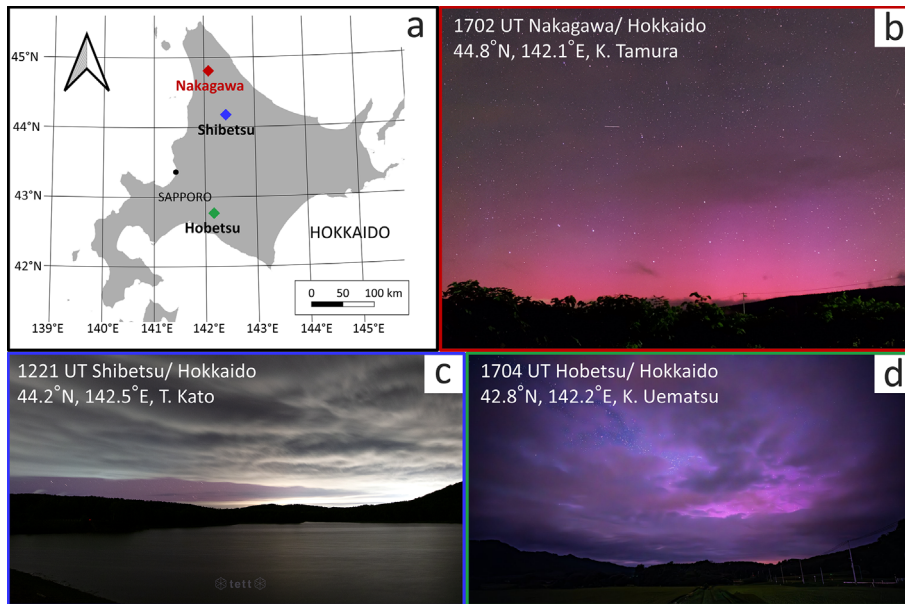 a
45°N
44°N
43°N
42°N
Nakagawa
Shibetsu
SAPPORO
Hobetsu
HOKKAIDO
0 50 100 km
139°E 140°E 141°E 142°E 143°E 144°E 145°E
1702 UT Nakagawa/ Hokkaido
44.8°N, 142.1°E, K. Tamura
b
1221 UT Shibetsu/ Hokkaido
44.2°N, 142.5°E, T. Kato
c
tett
1704 UT Hobetsu/ Hokkaido
42.8°N, 142.2°E, K. Uematsu
d